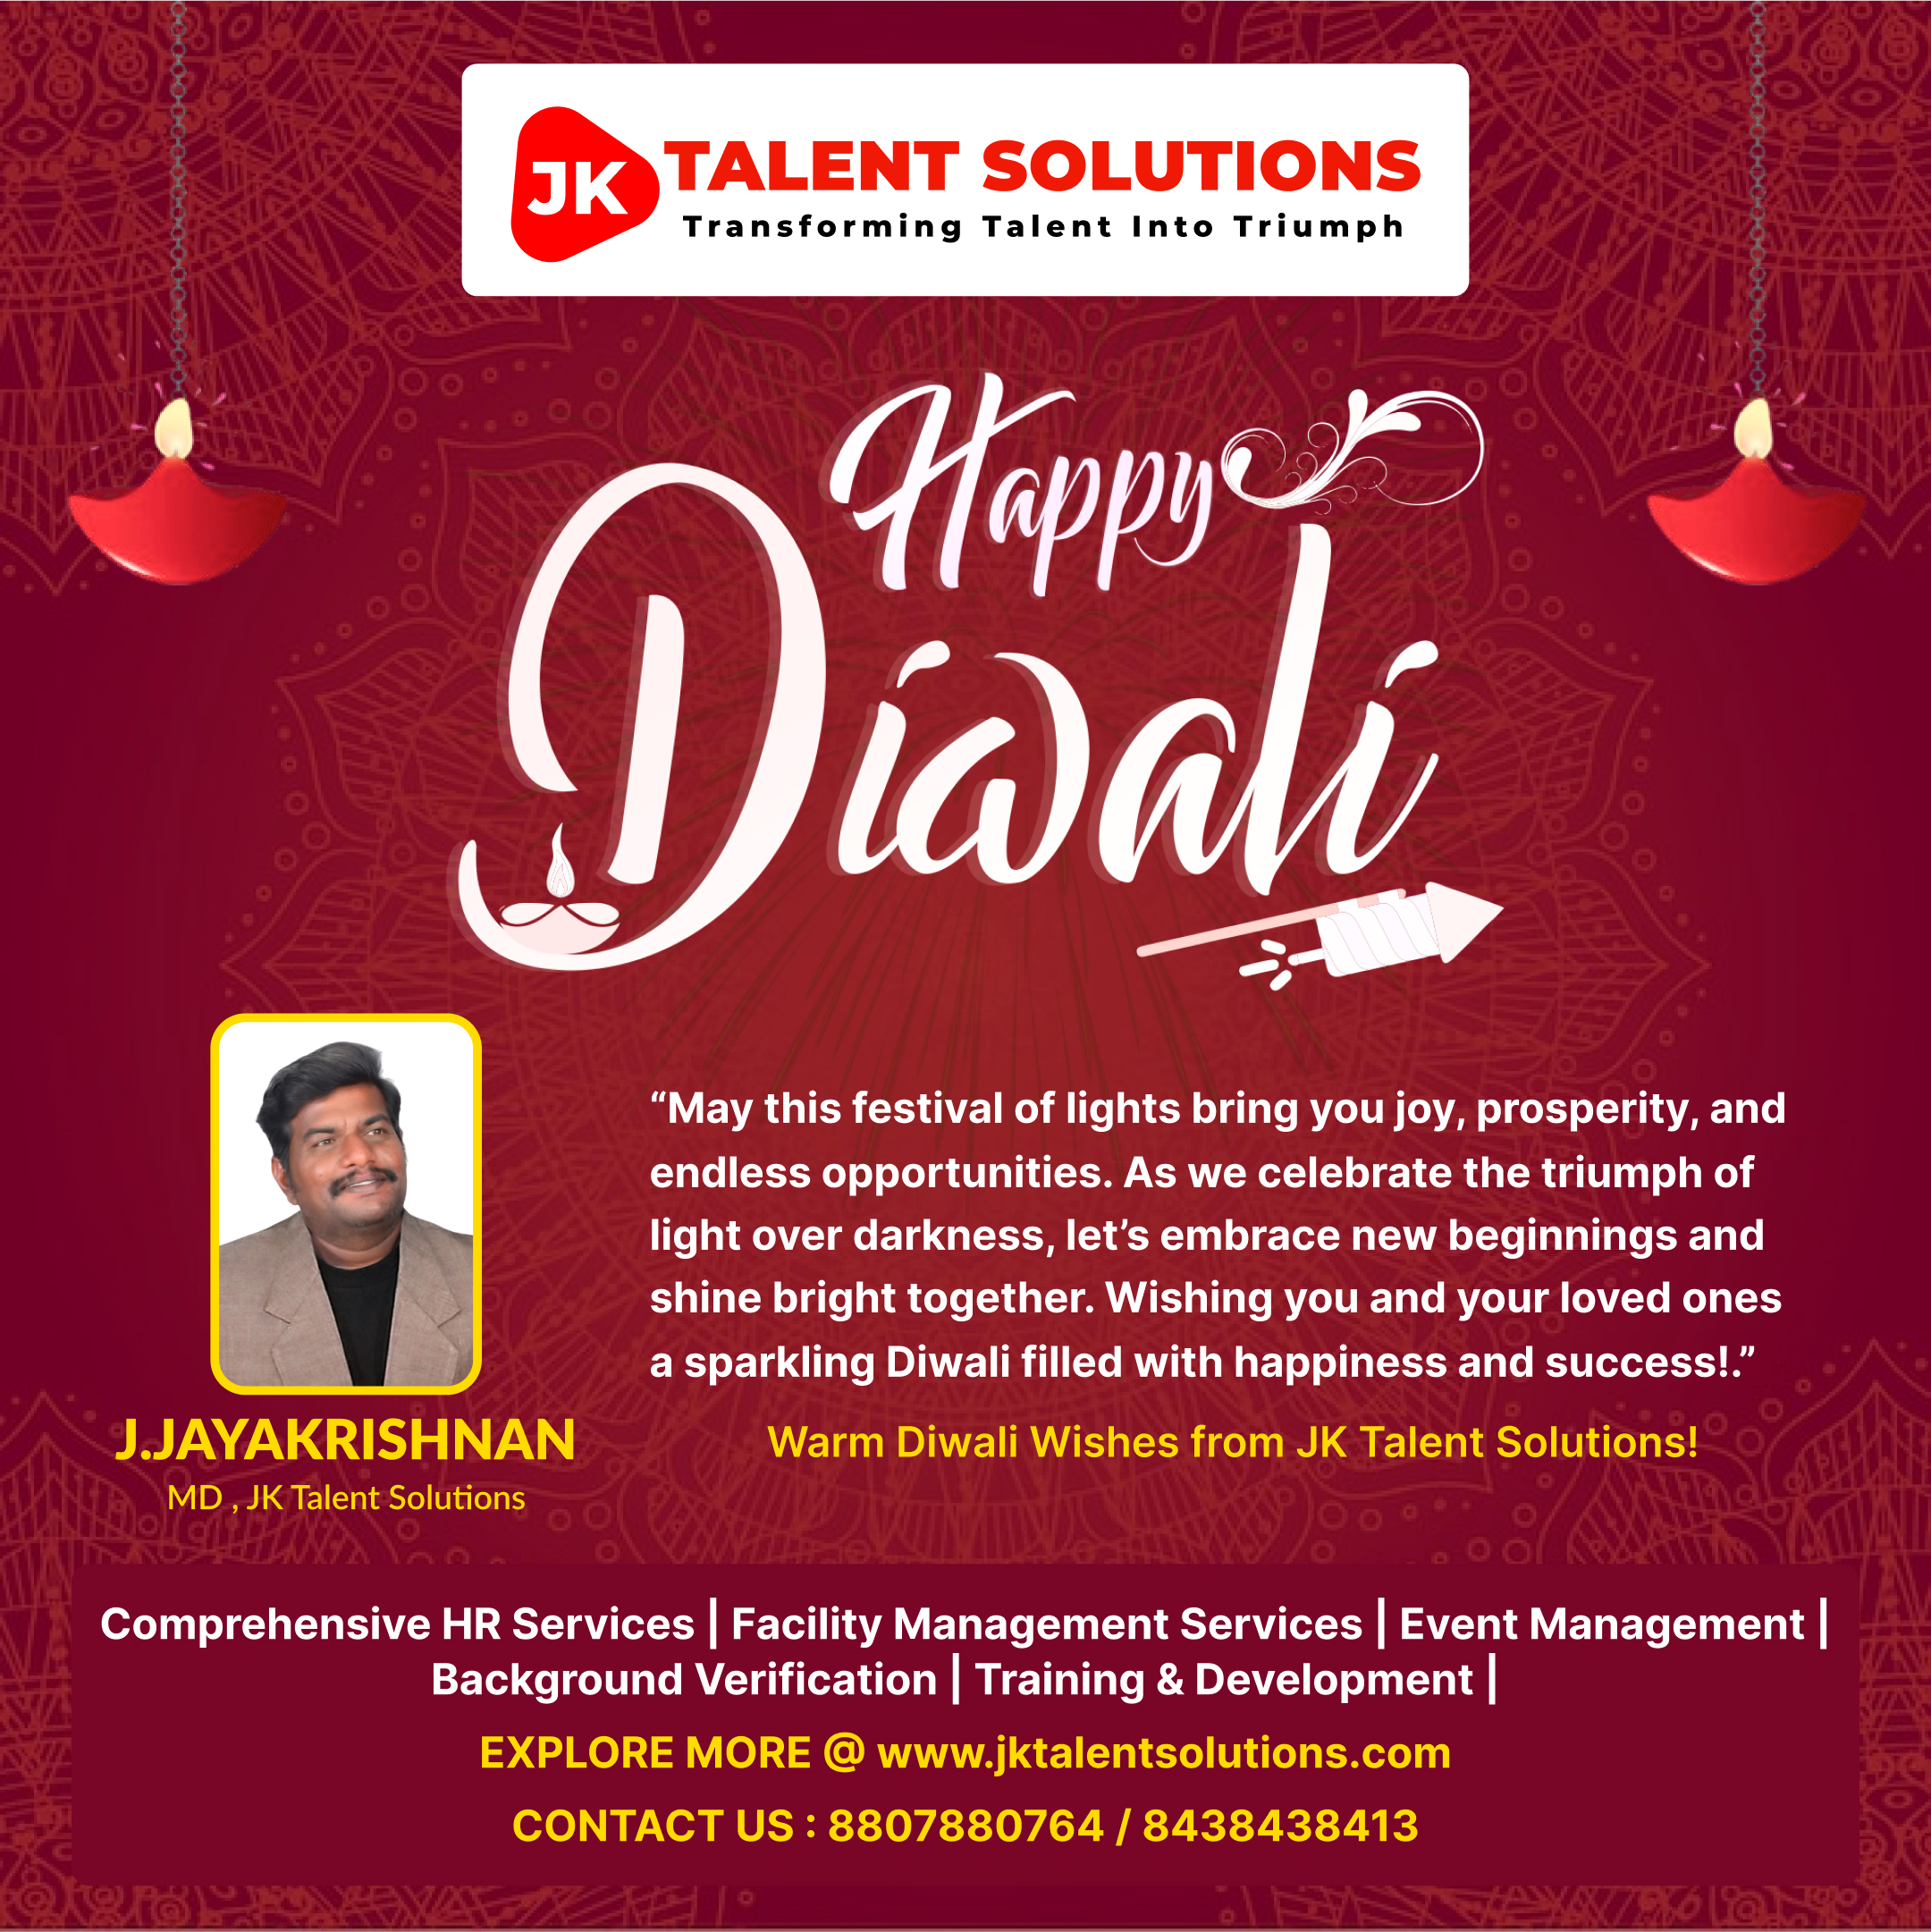 JK
TALENT SOLUTIONS
Transforming Talent Into Triumph
Happy
Diwali
“May this festival of lights bring you joy, prosperity, and
endless opportunities. As we celebrate the triumph of
light over darkness, let’s embrace new beginnings and
shine bright together. Wishing you and your loved ones
a sparkling Diwali filled with happiness and success!.”
Warm Diwali Wishes from JK Talent Solutions!
J.JAYAKRISHNAN
MD , JK Talent Solutions
Comprehensive HR Services | Facility Management Services | Event Management |
Background Verification | Training & Development |
EXPLORE MORE @ www.jktalentsolutions.com
CONTACT US : 8807880764 / 8438438413